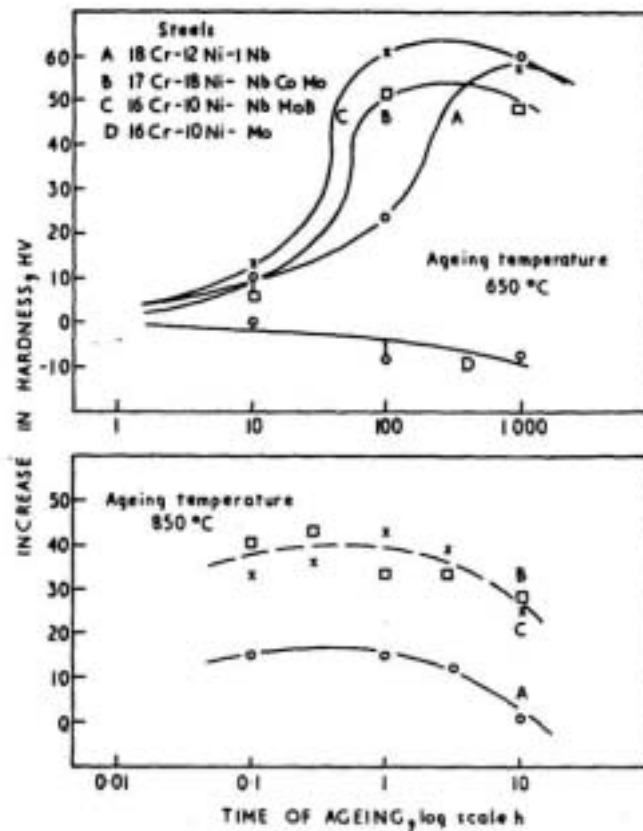 Steels
A 18 Cr-12 Ni-1 Nb
B 17 Cr-18 Ni- Nb Co Mo
C 16 Cr-10 Ni- Nb MoB
D 16 Cr-10 Ni- Mo
60
50
40
30
20
10
0
-10
C
B
A
D
Ageing temperature
650 °C
1
10
100
1 000
INCREASE IN HARDNESS, HV
Ageing temperature
850 °C
50
40
30
20
10
0
B
C
A
0·01
0·1
1
10
TIME OF AGEING, log scale h